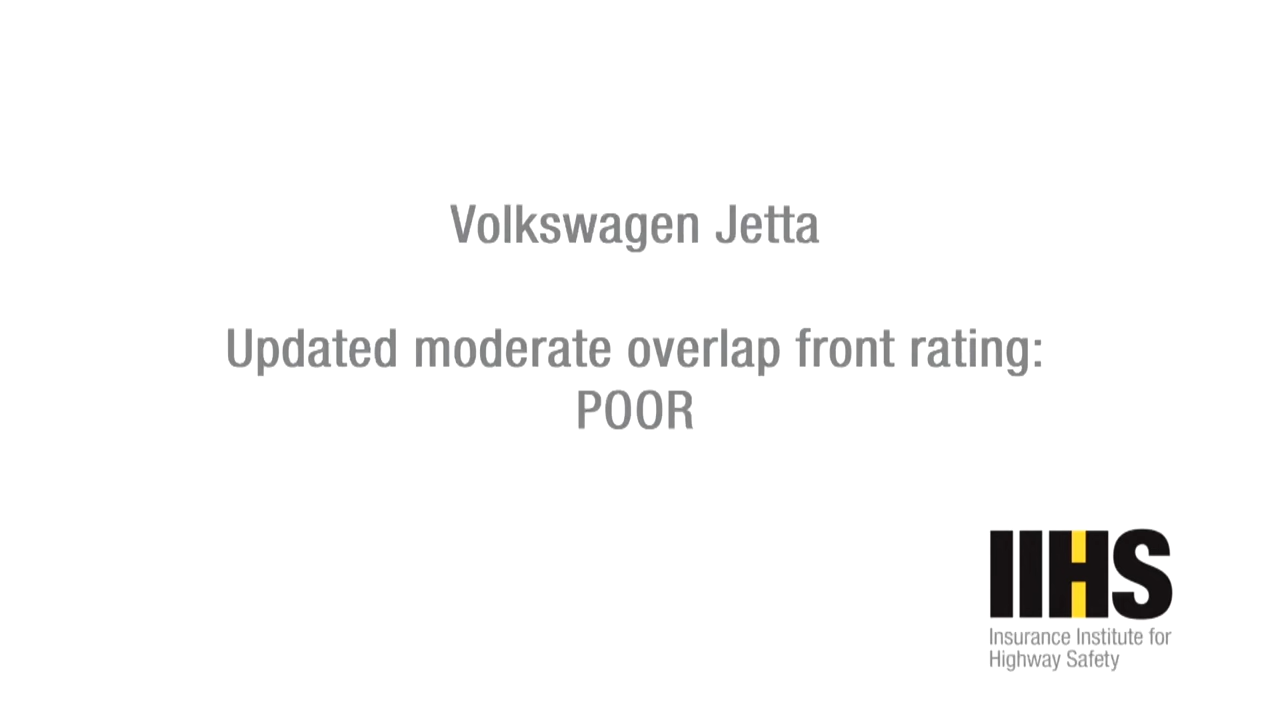 Volkswagen Jetta
Updated moderate overlap front rating:
POOR
IIHS
Insurance Institute for
Highway Safety